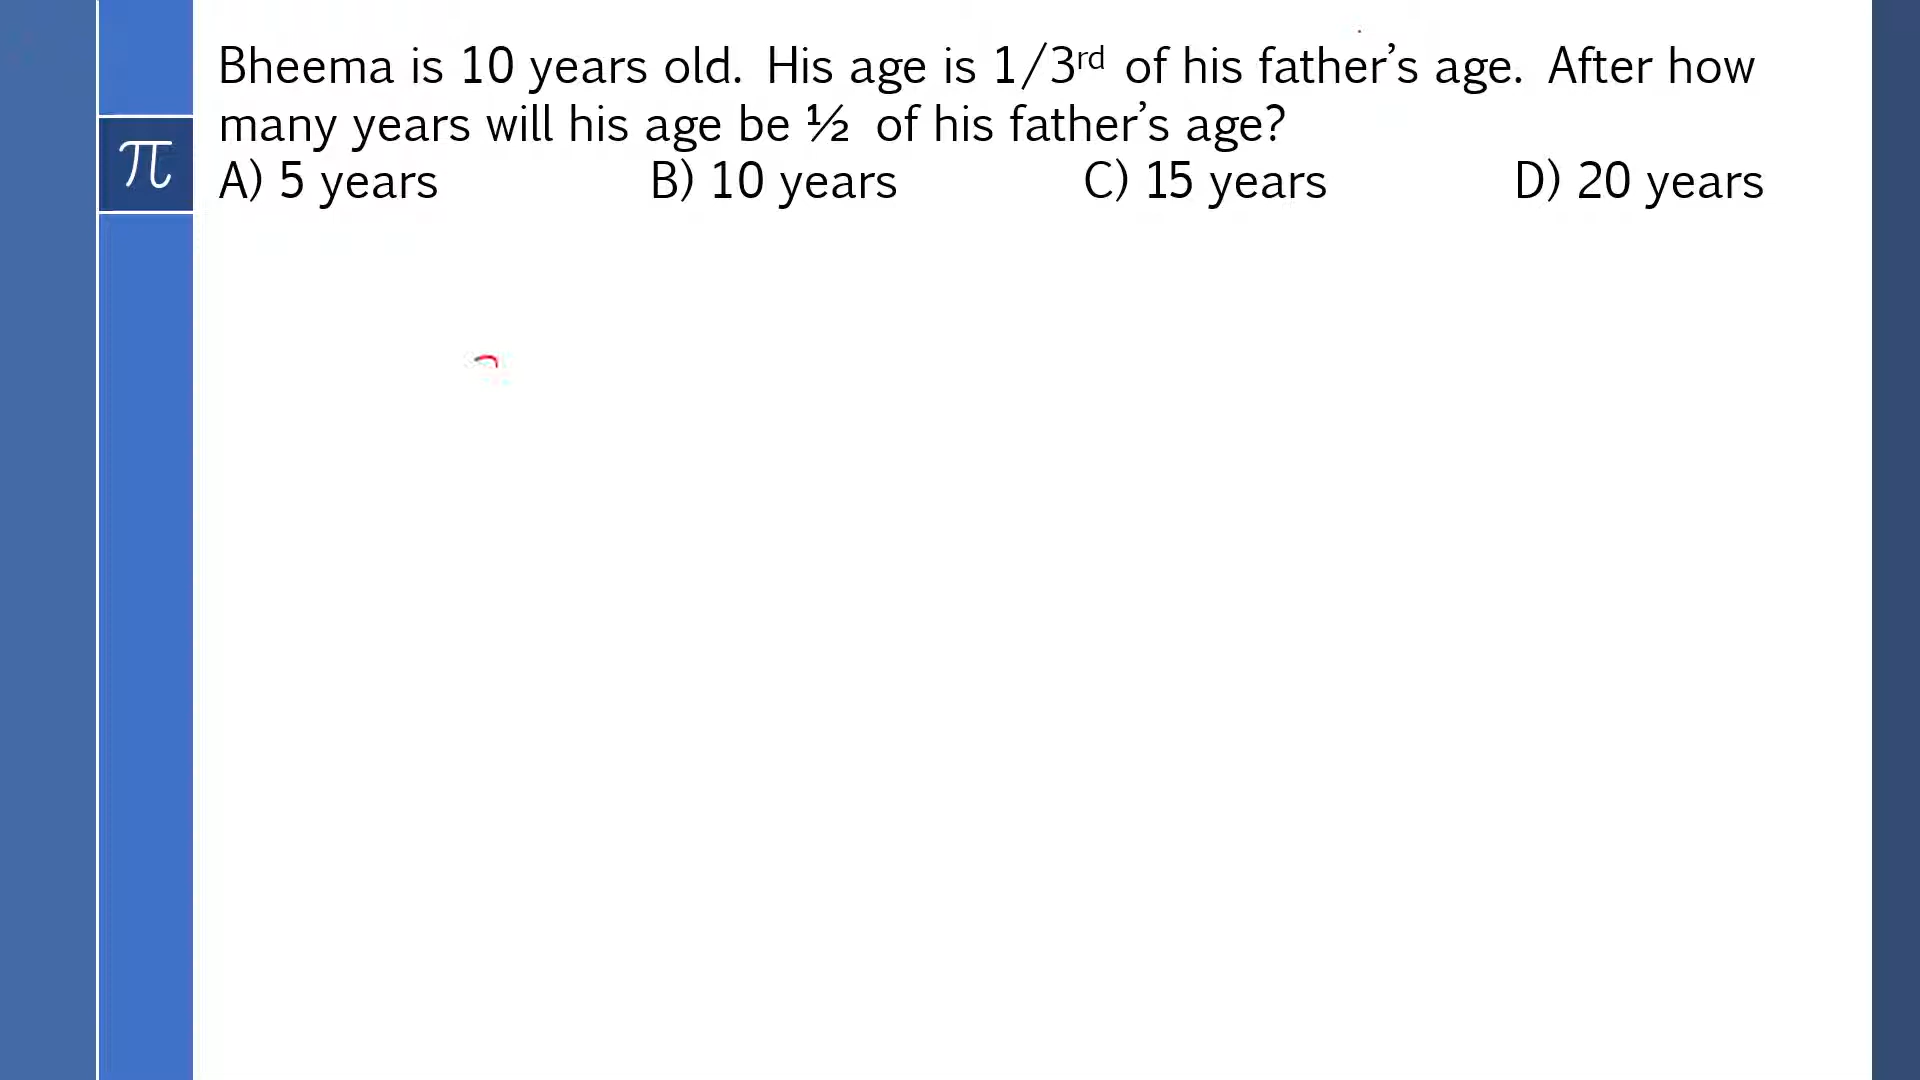 Bheema is 10 years old. His age is 1/3rd of his father’s age. After how
many years will his age be ½ of his father’s age?
π
A) 5 years B) 10 years C) 15 years D) 20 years